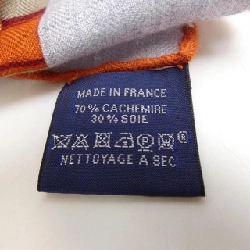 MADE IN FRANCE
70% CACHEMIRE
30% SOIE
NETTOYAGE A SEC